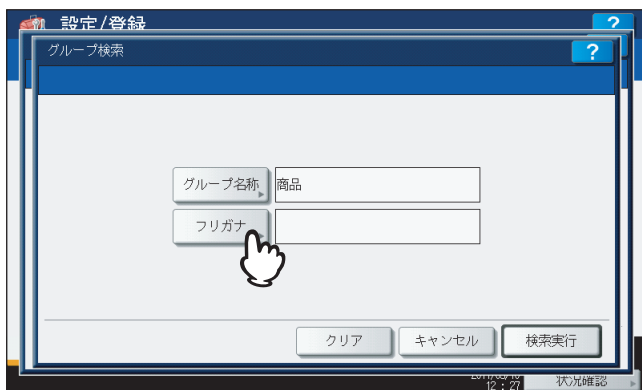 設定/登録
?
グループ検索
?
グループ名称
商品
フリガナ
クリア
キャンセル
検索実行
12:27
状況確認